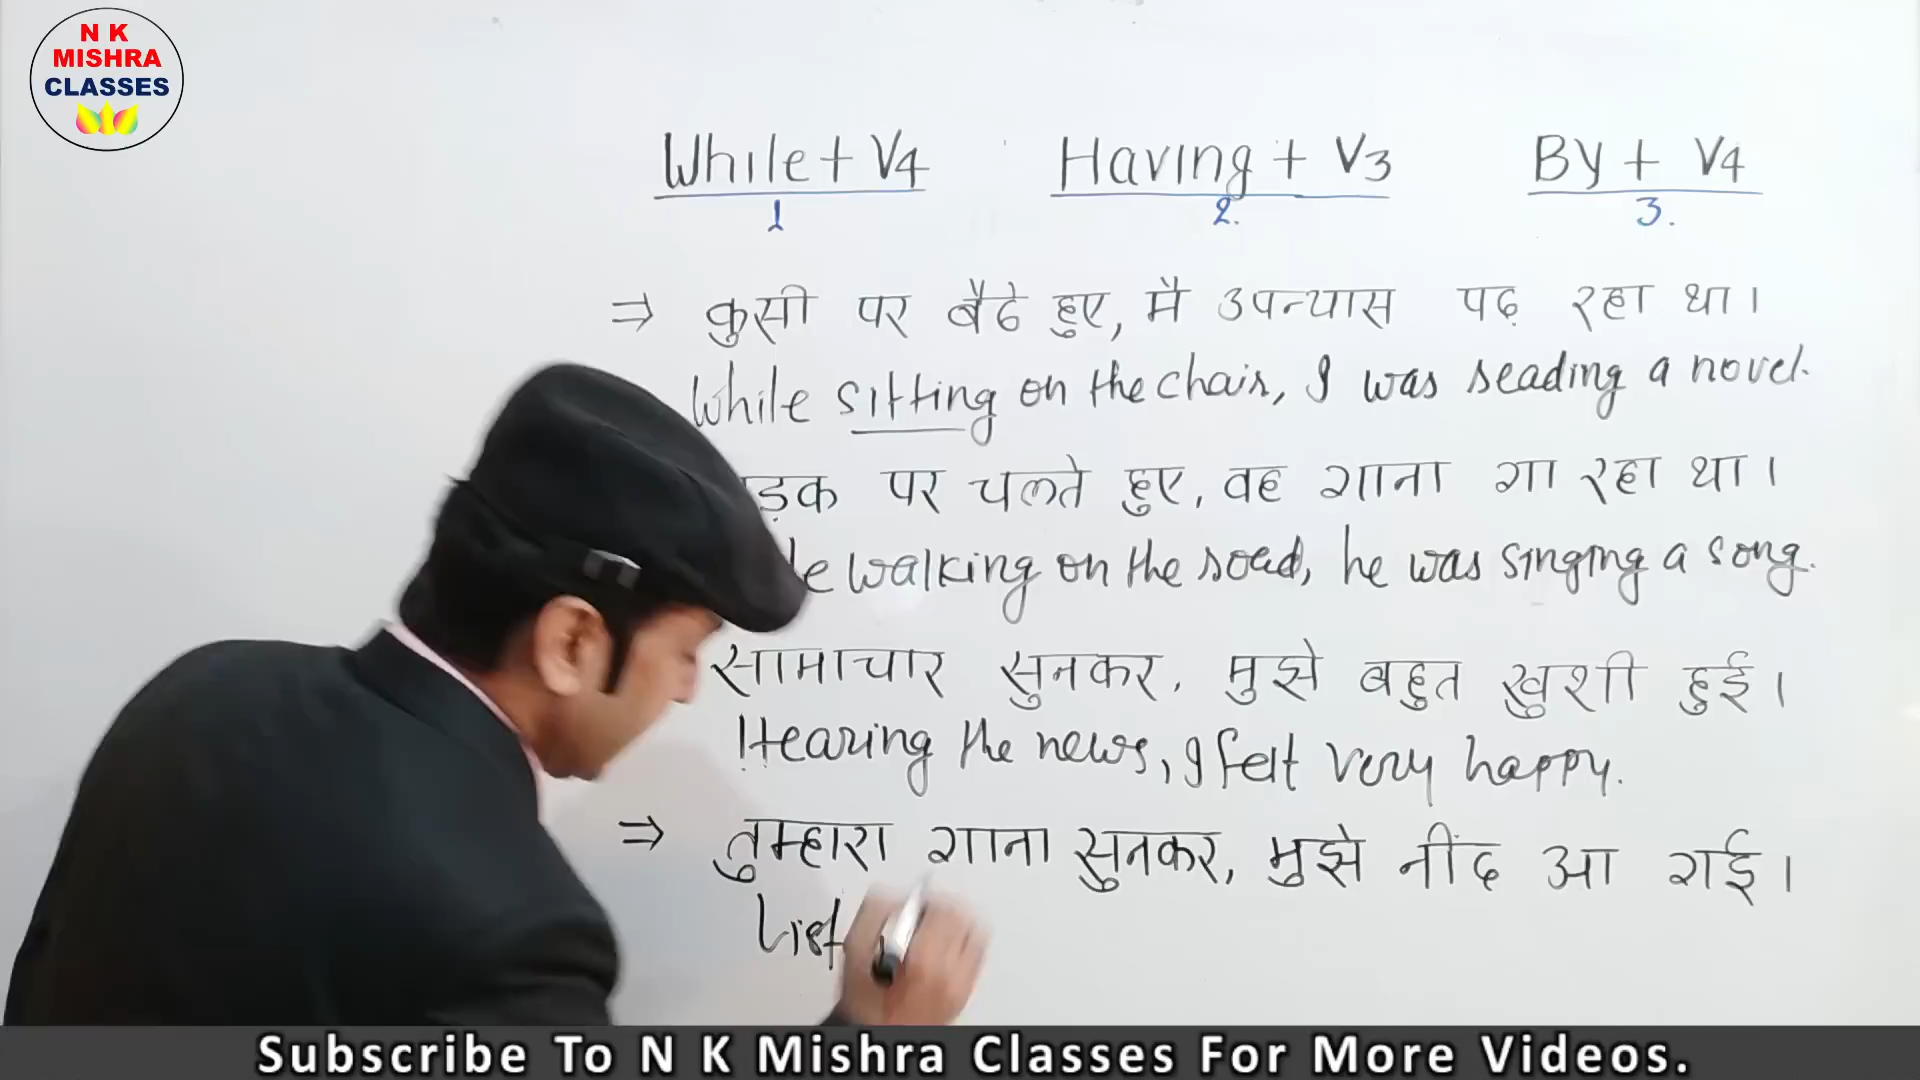 N K
MISHRA
CLASSES
While + V4 Having + V3 By + V4
1 2. 3.
⇒ कुर्सी पर बैठे हुए, मै उपन्यास पढ़ रहा था।
While sitting on the chair, I was reading a novel.
ड़क पर चलते हुए, वह गाना गा रहा था।
le walking on the road, he was singing a song.
सामाचार सुनकर, मुझे बहुत खुशी हुई।
Hearing the news, I felt very happy.
⇒ तुम्हारा गाना सुनकर, मुझे नींद आ गई।
List
Subscribe To N K Mishra Classes For More Videos.